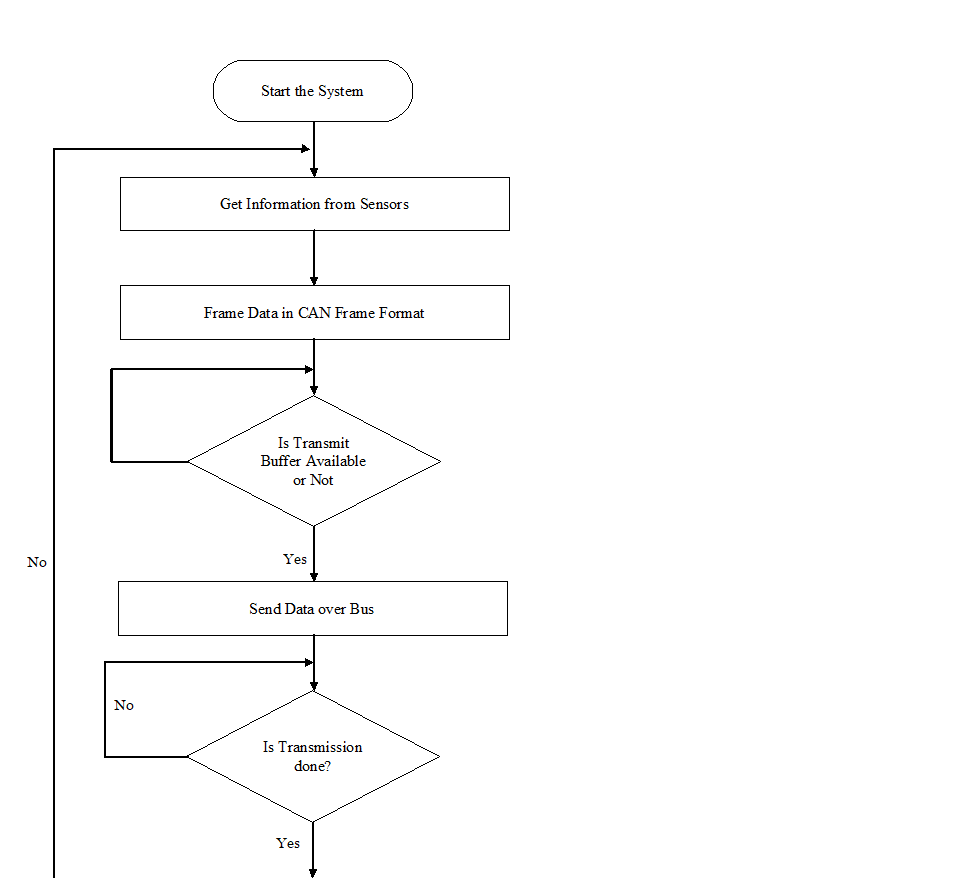 Start the System
Get Information from Sensors
Frame Data in CAN Frame Format
Is Transmit
Buffer Available
or Not
Yes
No
Send Data over Bus
No
Is Transmission
done?
Yes